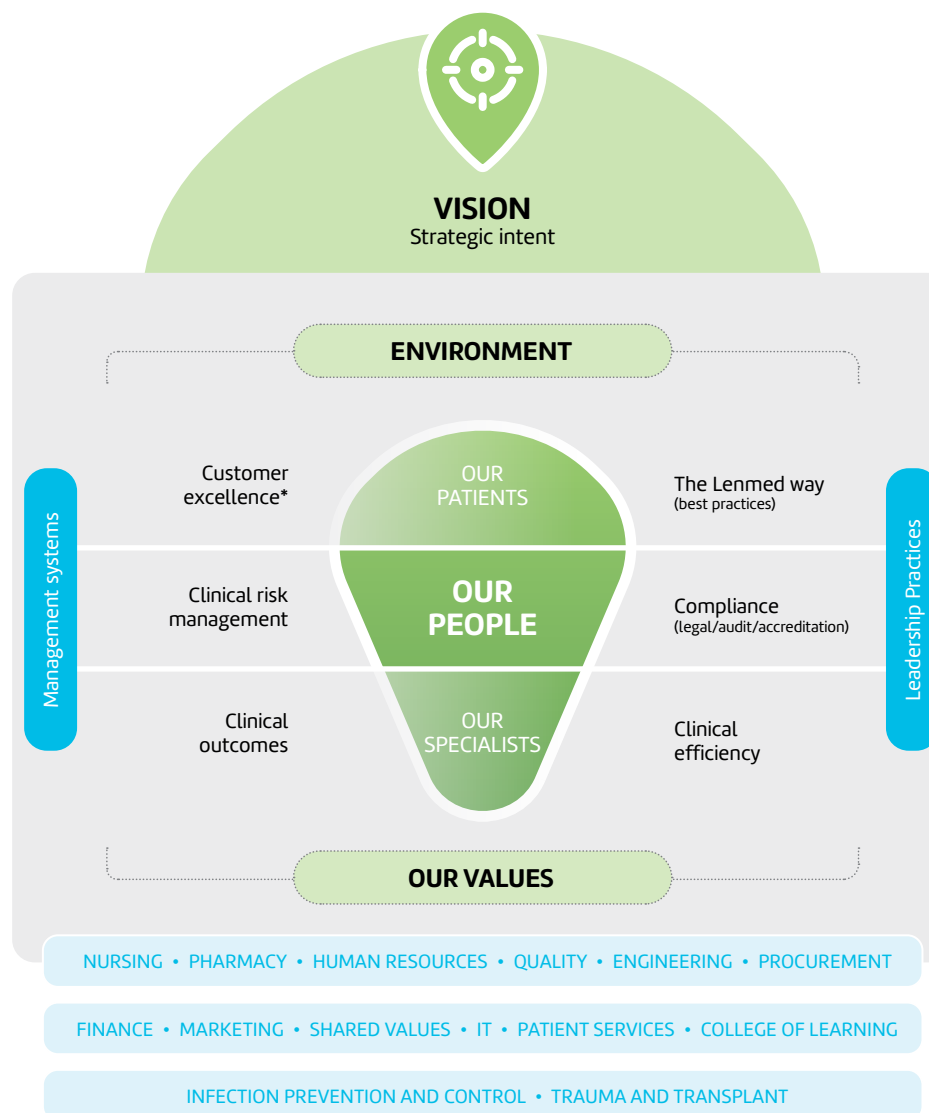 VISION
Strategic intent
ENVIRONMENT
Customer
excellence*
OUR
PATIENTS
The Lenmed way
(best practices)
Management systems
Clinical risk
management
OUR
PEOPLE
Compliance
(legal/audit/accreditation)
Leadership Practices
Clinical
outcomes
OUR
SPECIALISTS
Clinical
efficiency
OUR VALUES
NURSING • PHARMACY • HUMAN RESOURCES • QUALITY • ENGINEERING • PROCUREMENT
FINANCE • MARKETING • SHARED VALUES • IT • PATIENT SERVICES • COLLEGE OF LEARNING
INFECTION PREVENTION AND CONTROL • TRAUMA AND TRANSPLANT